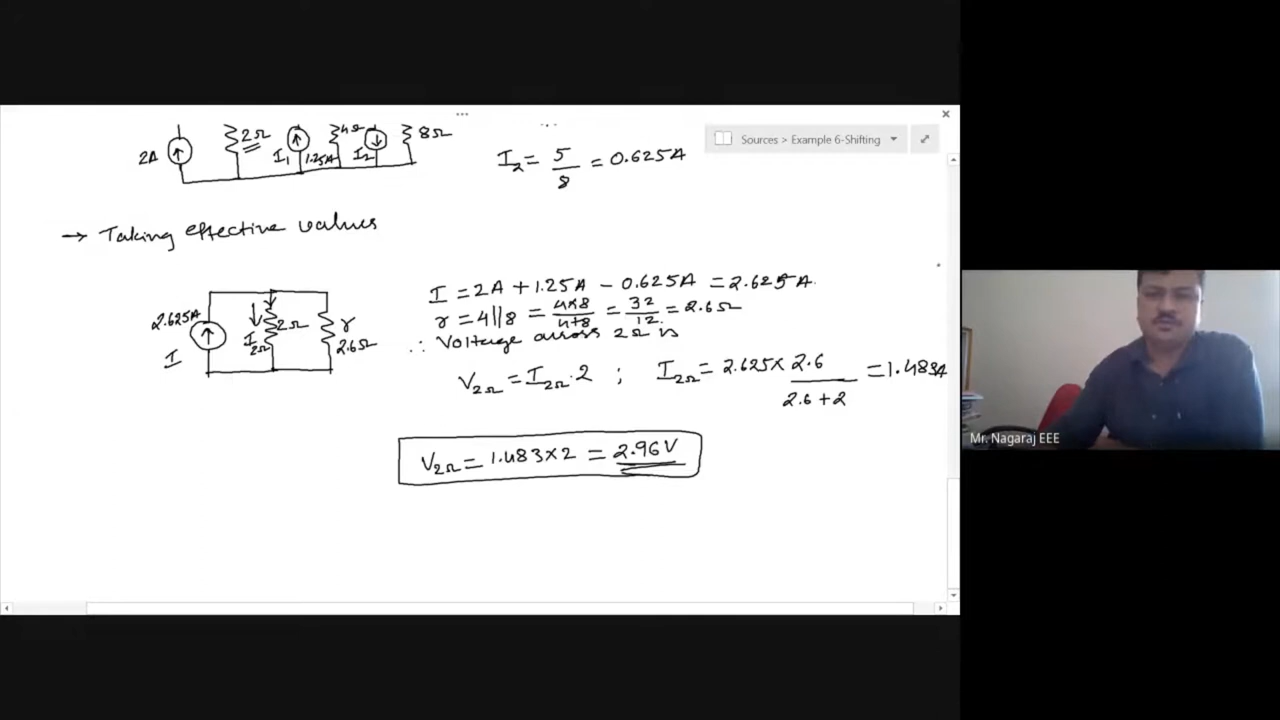 Sources > Example 6-Shifting
2A 2Ω I₁ 1.25A 4Ω I₂ 8Ω
I₂ = 5/8 = 0.625A
→ Taking effective values
I = 2A + 1.25A - 0.625A = 2.625A
r = 4||8 = 4×8/4+8 = 32/12 = 2.6Ω
2.625A I I 2Ω 2Ω r 2.6Ω
∴ Voltage across 2Ω is
V2Ω = I2Ω · 2 ; I2Ω = 2.625 × 2.6/2.6+2 = 1.483A
V2Ω = 1.483×2 = 2.96V
Mr. Nagaraj EEE